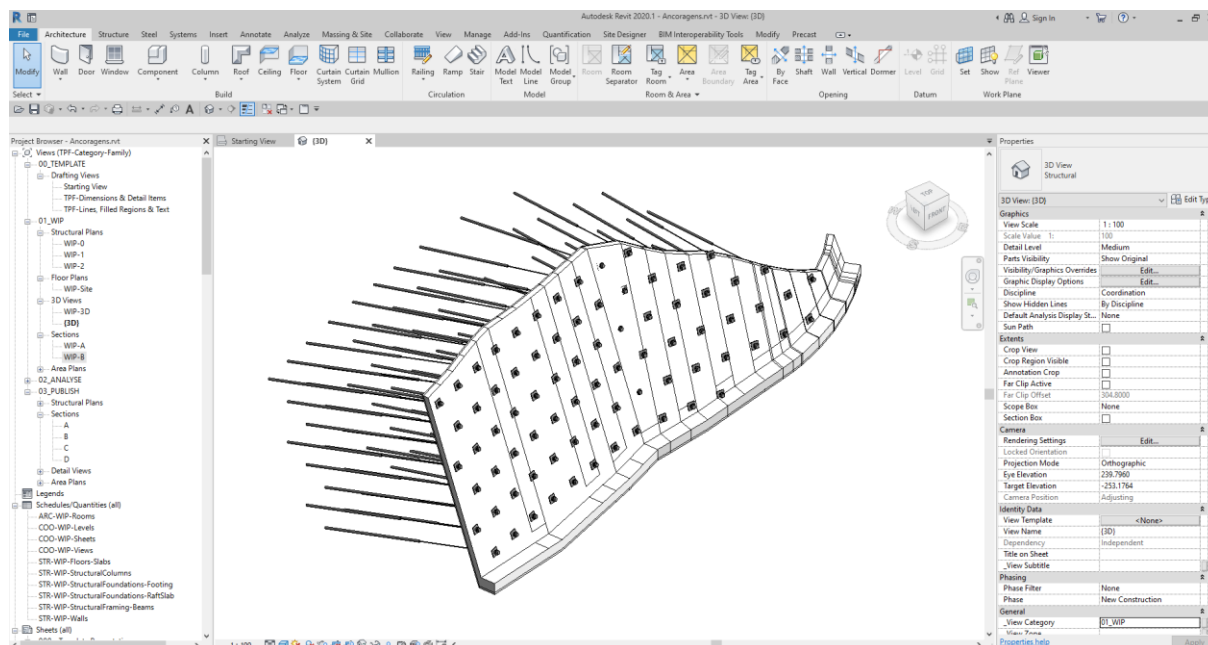 Autodesk Revit 2020.1 - Ancoragens.rvt - 3D View: {3D}
Sign In
File Architecture Structure Steel Systems Insert Annotate Analyze Massing & Site Collaborate View Manage Add-Ins Quantification Site Designer BIM Interoperability Tools Modify Precast
Modify Wall Door Window Component Column Roof Ceiling Floor Curtain System Curtain Grid Mullion Railing Ramp Stair Model Text Model Line Model Group Room Room Separator Tag Room Area Area Boundary Tag Area By Face Shaft Wall Vertical Dormer Level Grid Set Show Ref Plane Viewer
Select Build Circulation Model Room & Area Opening Datum Work Plane
Project Browser - Ancoragens.rvt
Views (TPF-Category-Family)
00_TEMPLATE
Drafting Views
Starting View
TPF-Dimensions & Detail Items
TPF-Lines, Filled Regions & Text
01_WIP
Structural Plans
WIP-0
WIP-1
WIP-2
Floor Plans
WIP-Site
3D Views
WIP-3D
{3D}
Sections
WIP-A
WIP-B
Area Plans
02_ANALYSE
03_PUBLISH
Structural Plans
Sections
A
B
C
D
Detail Views
Area Plans
Legends
Schedules/Quantities (all)
ARC-WIP-Rooms
COO-WIP-Levels
COO-WIP-Sheets
COO-WIP-Views
STR-WIP-Floors-Slabs
STR-WIP-StructuralColumns
STR-WIP-StructuralFoundations-Footing
STR-WIP-StructuralFoundations-RaftSlab
STR-WIP-StructuralFraming-Beams
STR-WIP-Walls
Sheets (all)
Starting View {3D}
TOP
LEFT FRONT
1 : 100
Properties
3D View
Structural
3D View: {3D} Edit Typ
Graphics
View Scale 1 : 100
Scale Value 1: 100
Detail Level Medium
Parts Visibility Show Original
Visibility/Graphics Overrides Edit...
Graphic Display Options Edit...
Discipline Coordination
Show Hidden Lines By Discipline
Default Analysis Display St... None
Sun Path
Extents
Crop View
Crop Region Visible
Annotation Crop
Far Clip Active
Far Clip Offset 304.8000
Scope Box None
Section Box
Camera
Rendering Settings Edit...
Locked Orientation
Projection Mode Orthographic
Eye Elevation 239.7960
Target Elevation -253.1764
Camera Position Adjusting
Identity Data
View Template <None>
View Name {3D}
Dependency Independent
Title on Sheet
_View Subtitle
Phasing
Phase Filter None
Phase New Construction
General
_View Category 01_WIP
_View Zone
Properties help Apply